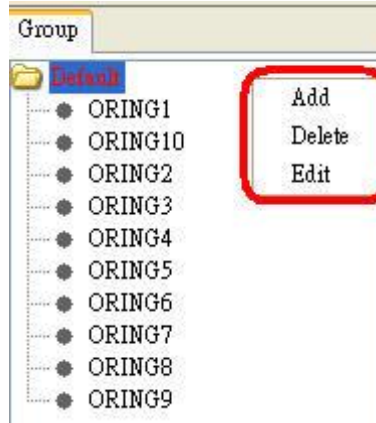 Group
Default
ORING1
ORING10
ORING2
ORING3
ORING4
ORING5
ORING6
ORING7
ORING8
ORING9
Add
Delete
Edit